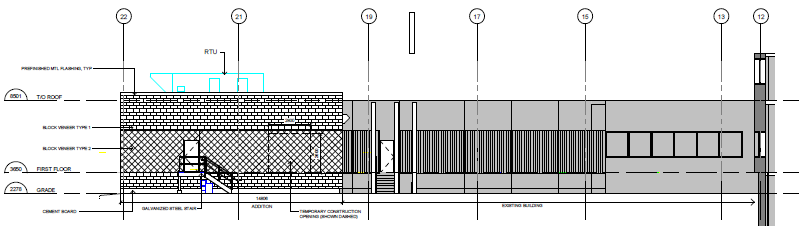 22
21
19
17
15
13
12
RTU
PREFINISHED MTL FLASHING, TYP
8501
T/O ROOF
BLOCK VENEER TYPE 1
BLOCK VENEER TYPE 2
3650
FIRST FLOOR
2276
GRADE
14606
CEMENT BOARD
GALVANIZED STEEL STAIR
ADDITION
TEMPORARY CONSTRUCTION
OPENING (SHOWN DASHED)
EXISTING BUILDING